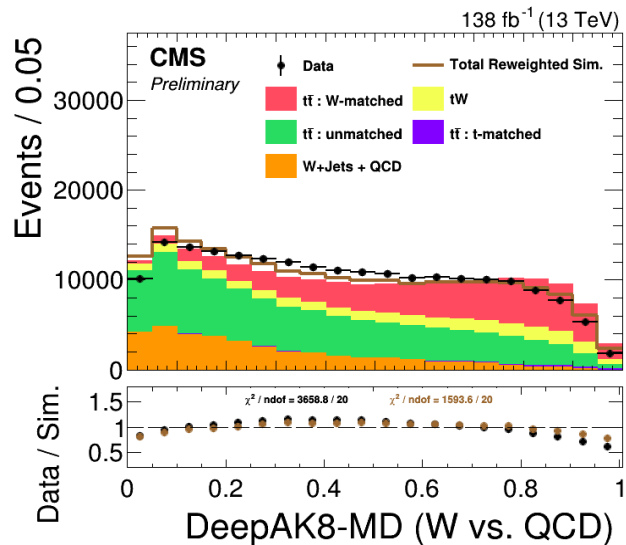 138 fb⁻¹ (13 TeV)
CMS
Preliminary
Data
Total Reweighted Sim.
tt̄ : W-matched
tW
tt̄ : unmatched
tt̄ : t-matched
W+Jets + QCD
Events / 0.05
30000
20000
10000
0
χ² / ndof = 3658.8 / 20
χ² / ndof = 1593.6 / 20
Data / Sim.
1.5
1
0.5
0 0.2 0.4 0.6 0.8 1
DeepAK8-MD (W vs. QCD)